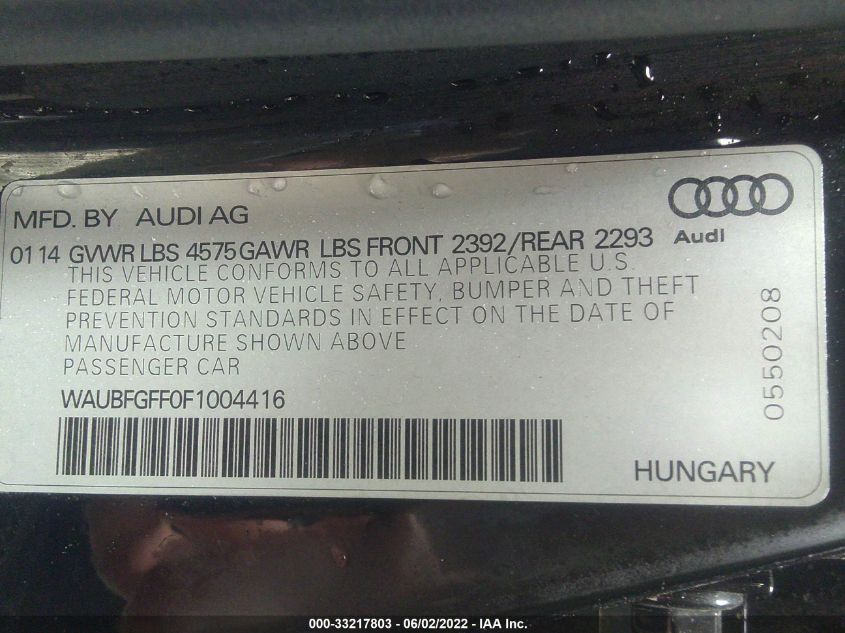 MFD. BY AUDI AG
01 14 GVWR LBS 4575 GAWR LBS FRONT 2392/REAR 2293
Audi
THIS VEHICLE CONFORMS TO ALL APPLICABLE U.S.
FEDERAL MOTOR VEHICLE SAFETY, BUMPER AND THEFT
PREVENTION STANDARDS IN EFFECT ON THE DATE OF
MANUFACTURE SHOWN ABOVE
PASSENGER CAR
WAUBFGFF0F1004416
0550208
HUNGARY
000-33217803 - 06/02/2022 - IAA Inc.